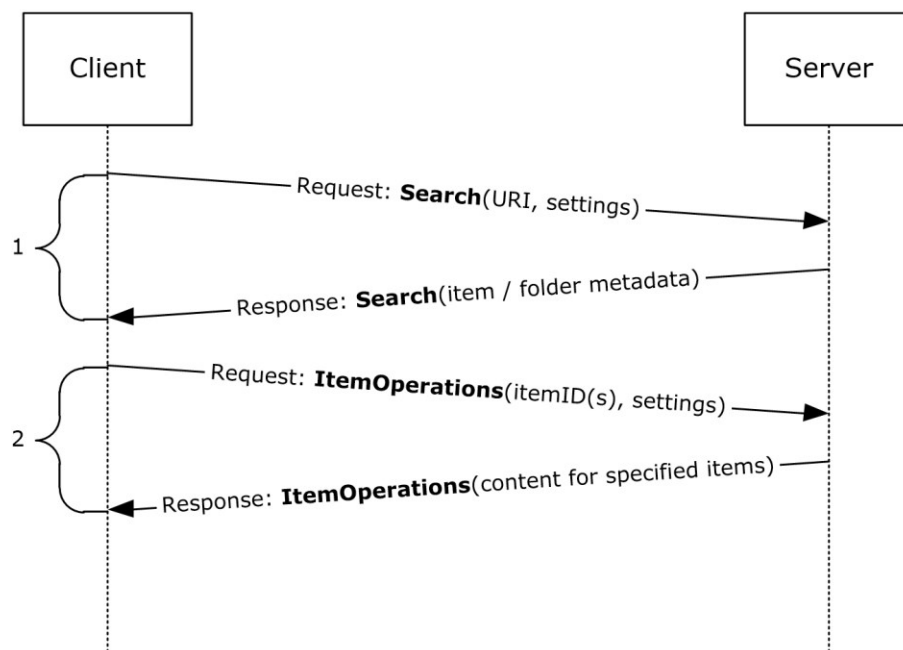 Client
Server
Request: Search(URI, settings)
1
Response: Search(item / folder metadata)
Request: ItemOperations(itemID(s), settings)
2
Response: ItemOperations(content for specified items)